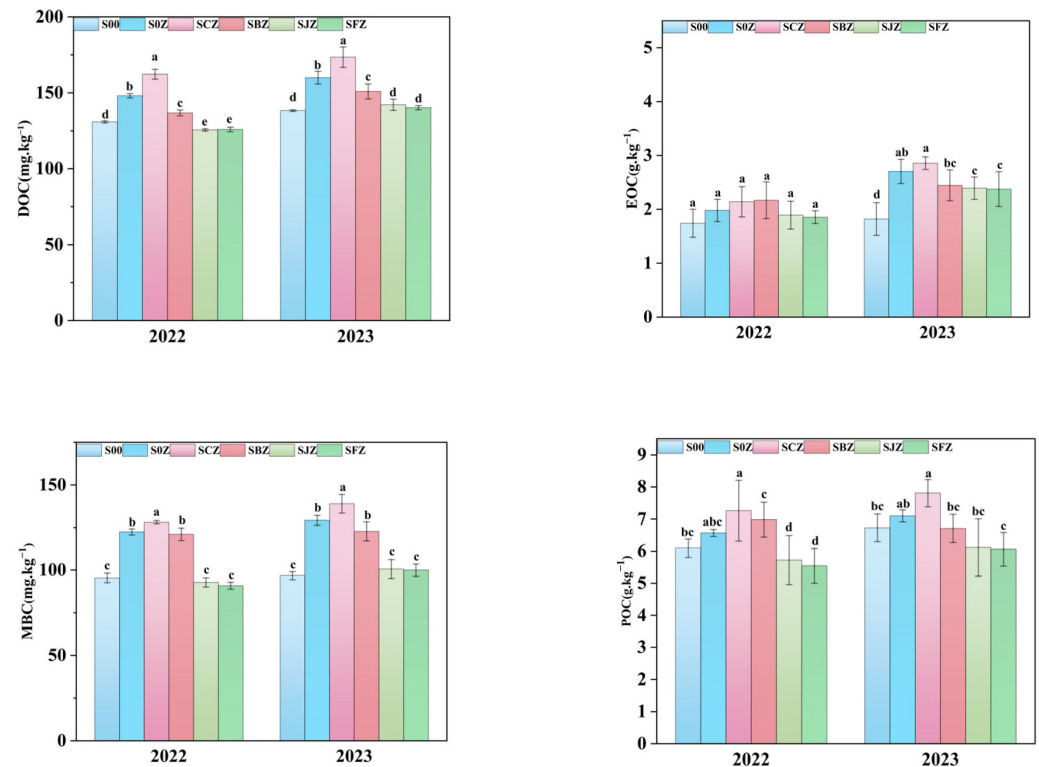 200
150
100
50
0
DOC(mg.kg⁻¹)
S00 S0Z SCZ SBZ SJZ SFZ
d b a c e e
d b a c d d
2022 2023
5
4
3
2
1
0
EOC(g.kg⁻¹)
S00 S0Z SCZ SBZ SJZ SFZ
a a a a a a
d ab a bc c c
2022 2023
150
100
50
0
MBC(mg.kg⁻¹)
S00 S0Z SCZ SBZ SJZ SFZ
c b a b c c
c b a b c c
2022 2023
9
8
7
6
5
4
3
2
1
0
POC(g.kg⁻¹)
S00 S0Z SCZ SBZ SJZ SFZ
bc abc a c d d
bc ab a bc bc c
2022 2023